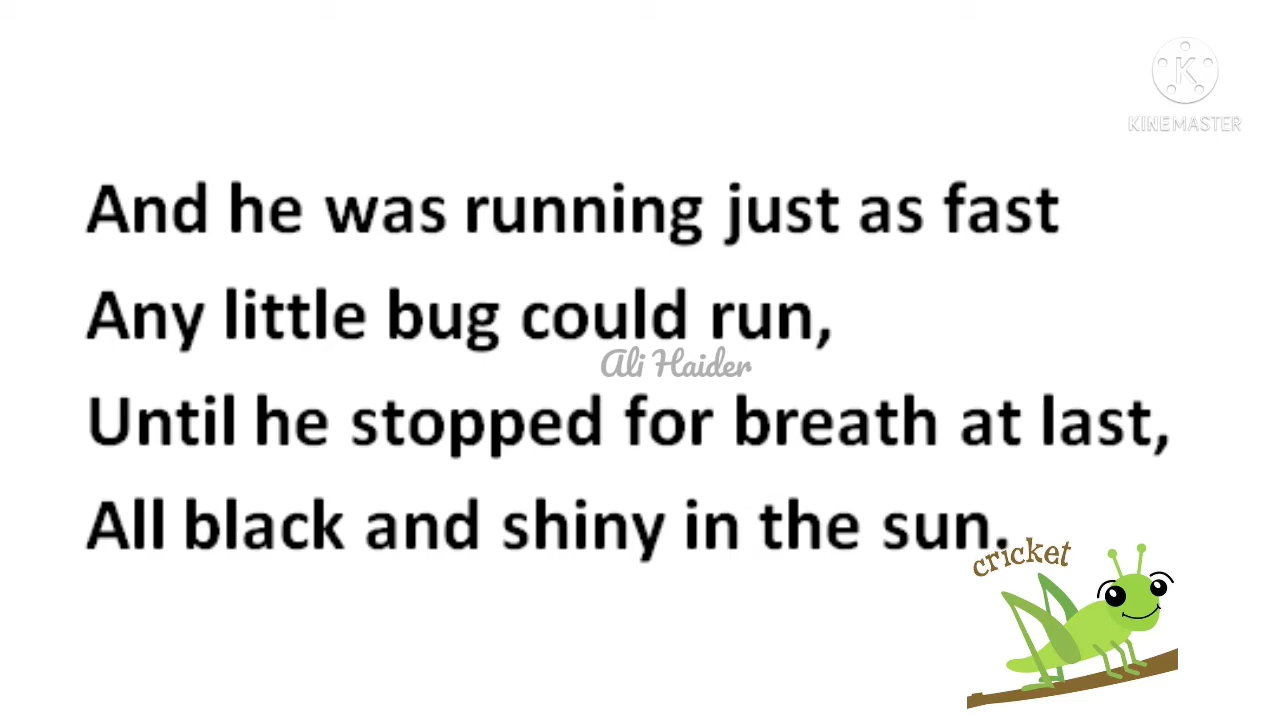 KINEMASTER
And he was running just as fast
Any little bug could run,
Ali Haider
Until he stopped for breath at last,
All black and shiny in the sun.
cricket